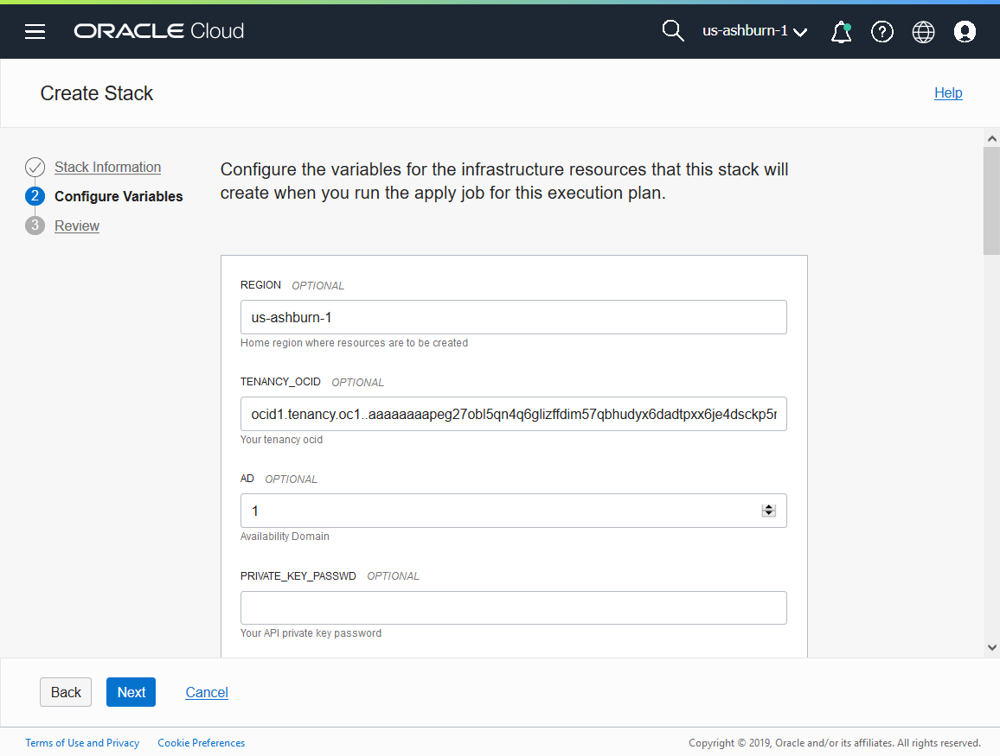 ORACLE Cloud
us-ashburn-1
Create Stack
Help
Stack Information
2 Configure Variables
3 Review
Configure the variables for the infrastructure resources that this stack will
create when you run the apply job for this execution plan.
REGION OPTIONAL
us-ashburn-1
Home region where resources are to be created
TENANCY_OCID OPTIONAL
ocid1.tenancy.oc1..aaaaaaaapeg27obl5qn4q6glizffdim57qbhudyx6dadtpxx6je4dsckp5r
Your tenancy ocid
AD OPTIONAL
1
Availability Domain
PRIVATE_KEY_PASSWD OPTIONAL
Your API private key password
Back Next Cancel
Terms of Use and Privacy Cookie Preferences Copyright © 2019, Oracle and/or its affiliates. All rights reserved.